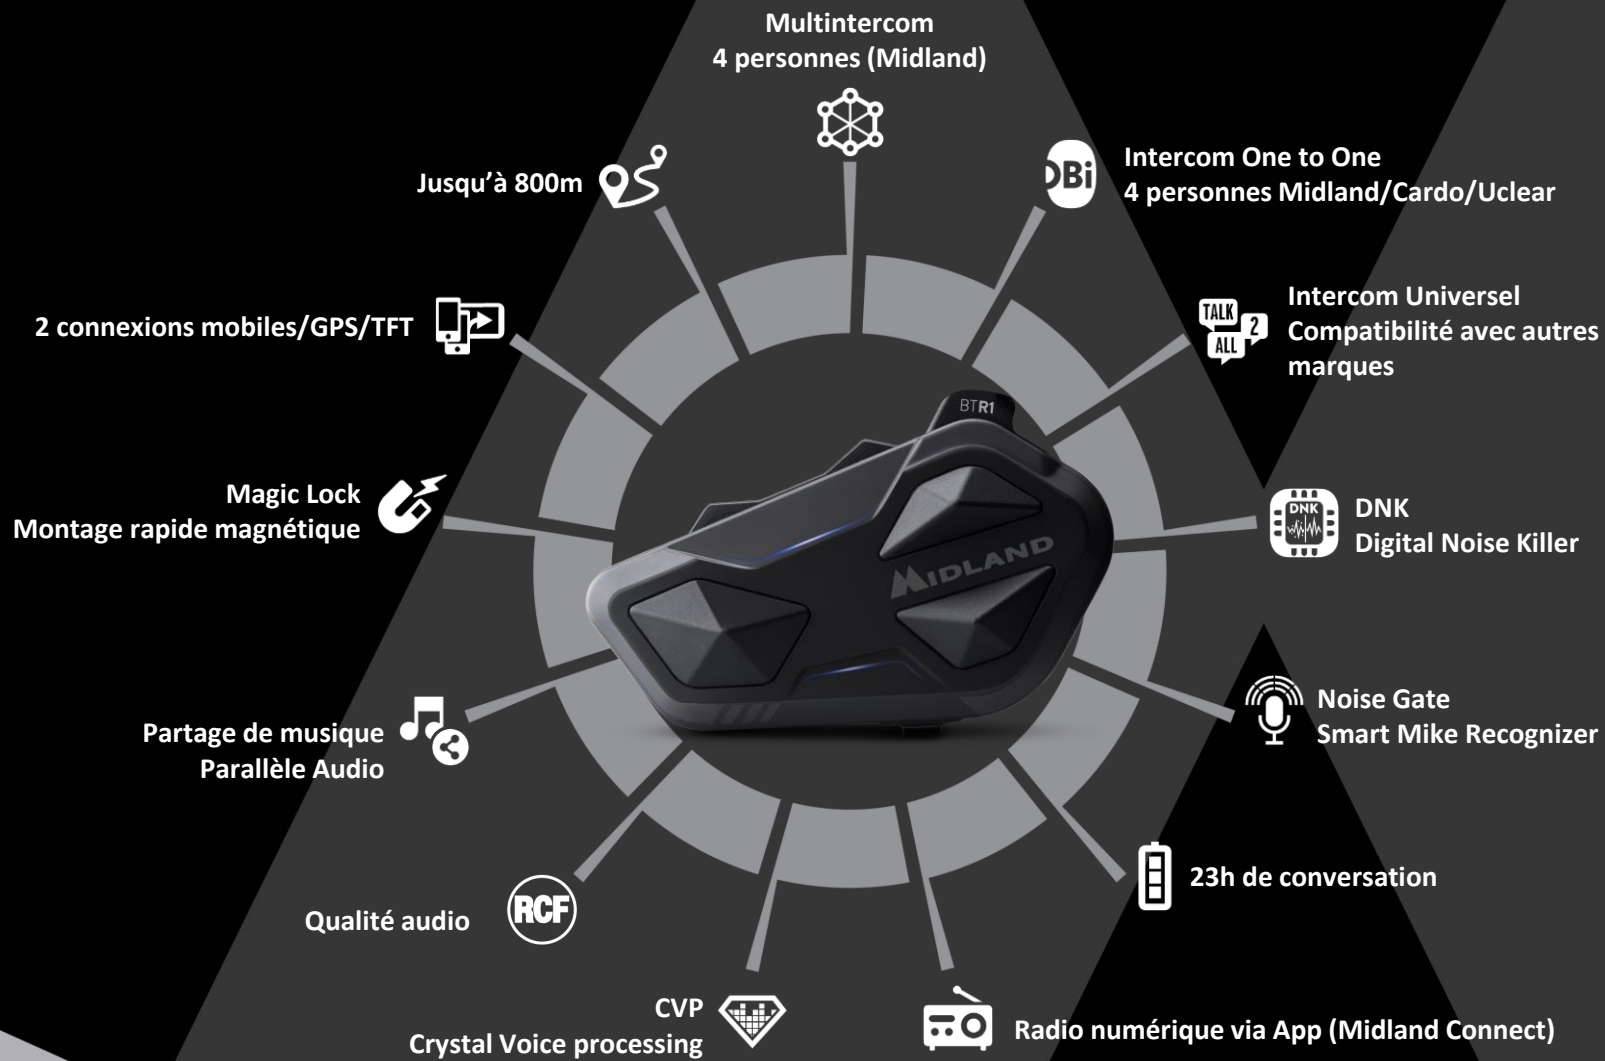 Multintercom
4 personnes (Midland)
Jusqu’à 800m
OBi
Intercom One to One
4 personnes Midland/Cardo/Uclear
2 connexions mobiles/GPS/TFT
TALK
2
ALL
Intercom Universel
Compatibilité avec autres
marques
BTR1
MIDLAND
Magic Lock
Montage rapide magnétique
DNK
DNK
Digital Noise Killer
Partage de musique
Parallèle Audio
Noise Gate
Smart Mike Recognizer
Qualité audio
RCF
23h de conversation
CVP
Crystal Voice processing
Radio numérique via App (Midland Connect)